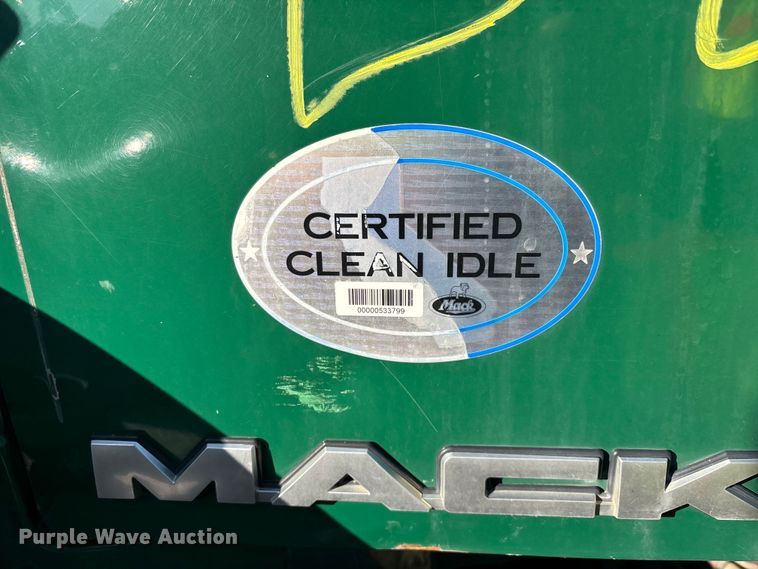 CERTIFIED
CLEAN IDLE
00000533799
Mack
MACK
Purple Wave Auction